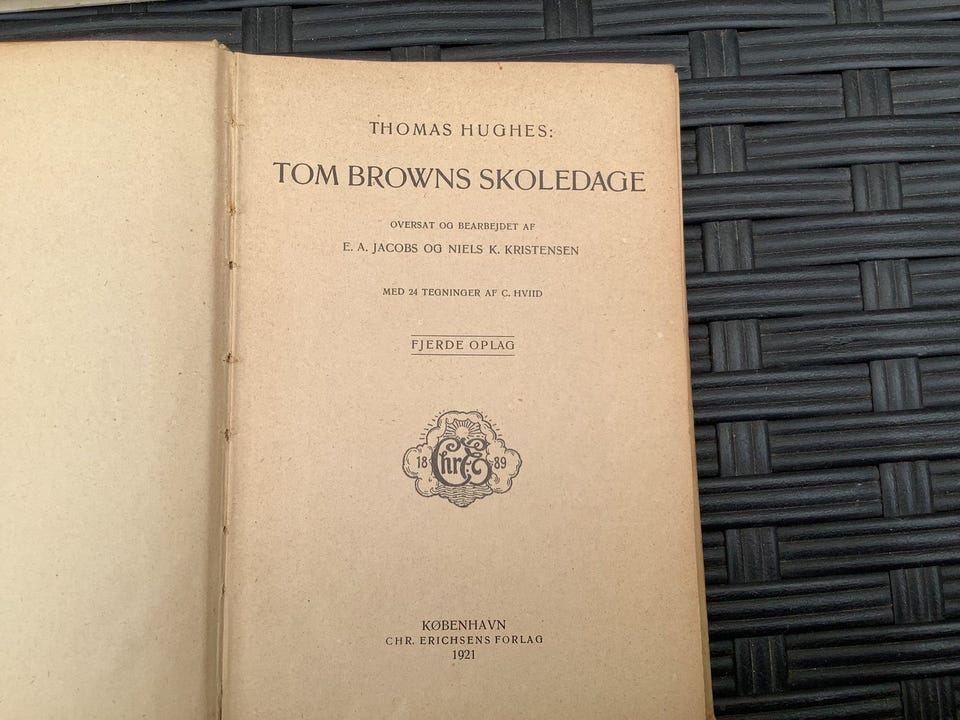 THOMAS HUGHES:
TOM BROWNS SKOLEDAGE
OVERSAT OG BEARBEJDET AF
E. A. JACOBS OG NIELS K. KRISTENSEN
MED 24 TEGNINGER AF C. HVIID
FJERDE OPLAG
18 Chr. E 89
KØBENHAVN
CHR. ERICHSENS FORLAG
1921